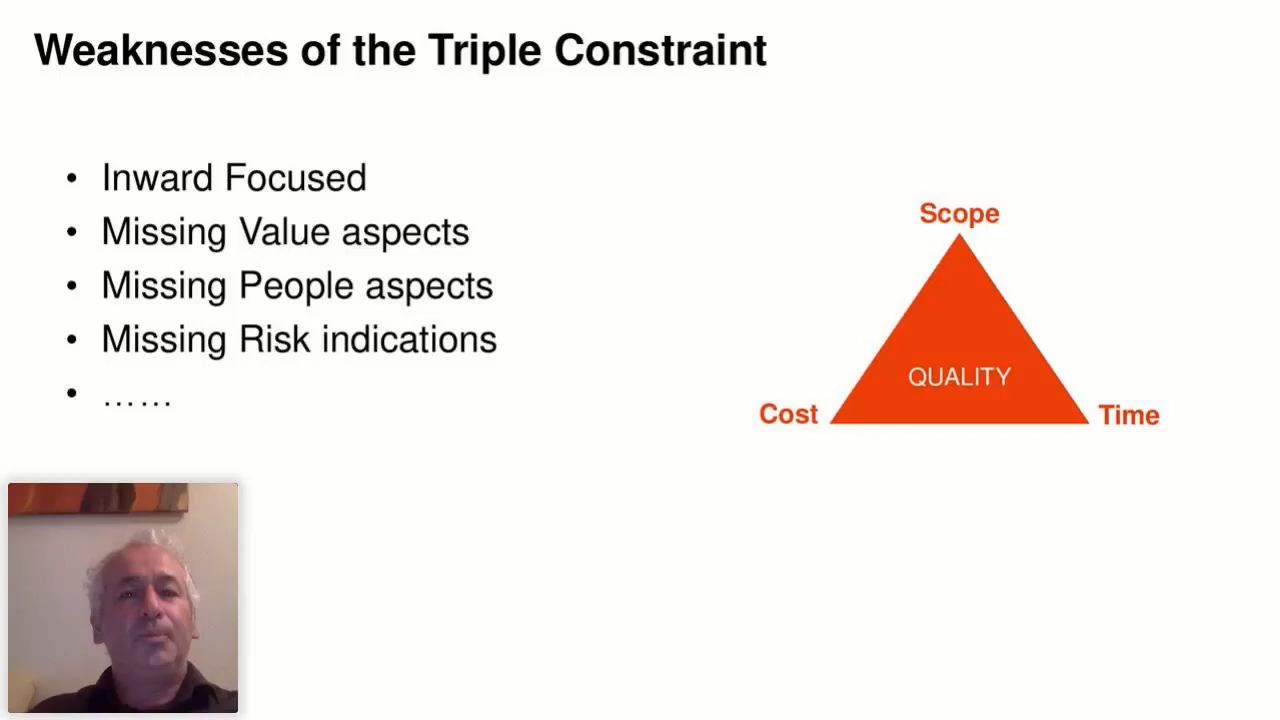 Weaknesses of the Triple Constraint
• Inward Focused
• Missing Value aspects
• Missing People aspects
• Missing Risk indications
• ……
Scope
QUALITY
Cost
Time